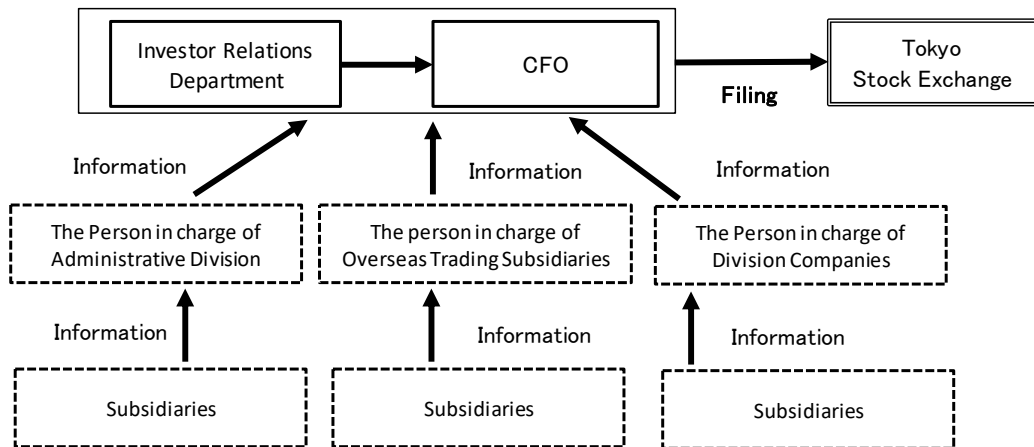 Investor Relations
Department
CFO
Tokyo
Stock Exchange
Filing
Information
Information
Information
The Person in charge of
Administrative Division
The person in charge of
Overseas Trading Subsidiaries
The Person in charge of
Division Companies
Information
Information
Information
Subsidiaries
Subsidiaries
Subsidiaries